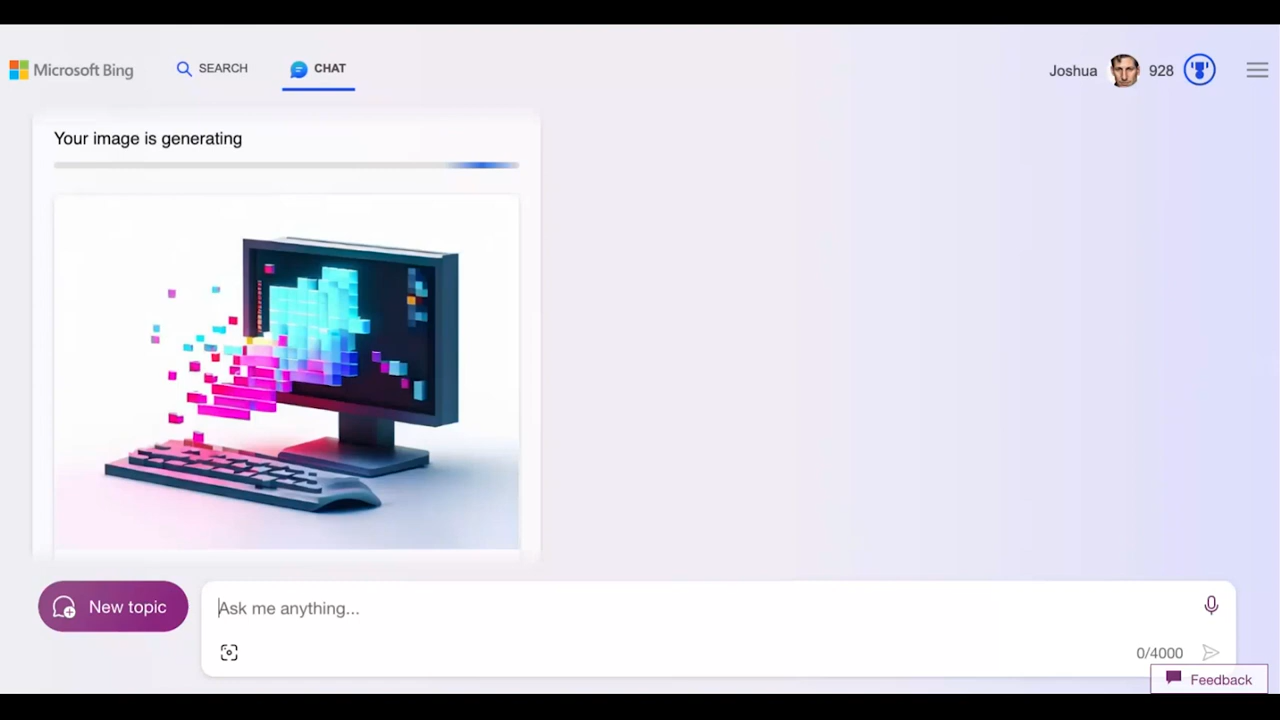 Microsoft Bing
SEARCH
CHAT
Joshua
928
Your image is generating
New topic
Ask me anything...
0/4000
Feedback